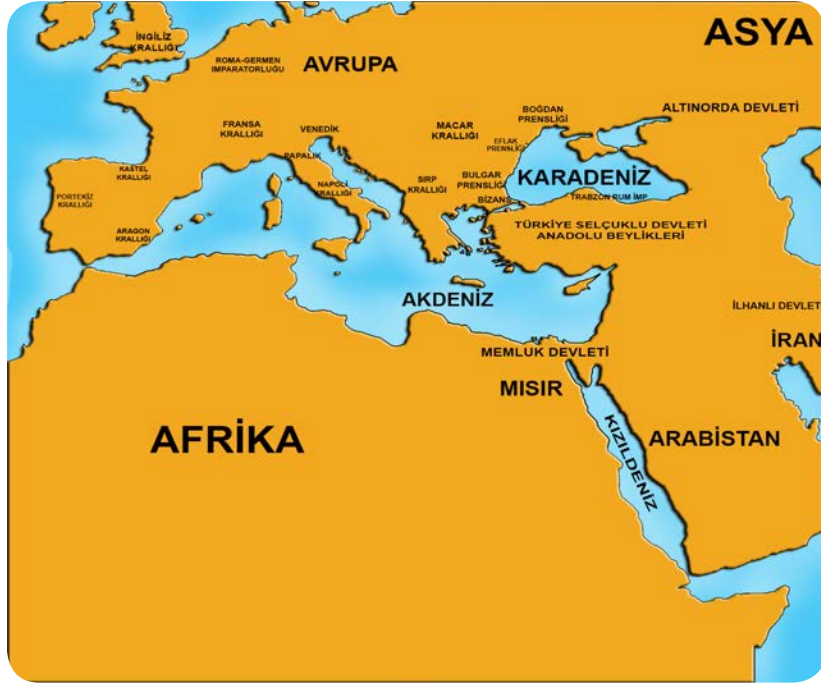 ASYA
İNGİLİZ
KRALLIĞI
ROMA-GERMEN
IMPARATORLUĞU
AVRUPA
ALTINORDA DEVLETİ
BOĞDAN
PRENSLİĞİ
FRANSA
KRALLIĞI
VENEDİK
MACAR
KRALLIĞI
EFLAK
PRENSLİĞİ
PAPALIK
KASTEL
KRALLIĞI
NAPOLİ
KRALLIĞI
SIRP
KRALLIĞI
BULGAR
PRENSLİĞİ
KARADENİZ
PORTEKİZ
KRALLIĞI
BİZANS
TRABZON RUM İMP.
ARAGON
KRALLIĞI
TÜRKİYE SELÇUKLU DEVLETİ
ANADOLU BEYLİKLERİ
AKDENİZ
İLHANLI DEVLET
İRAN
MEMLUK DEVLETİ
MISIR
AFRİKA
KIZILDENİZ
ARABİSTAN